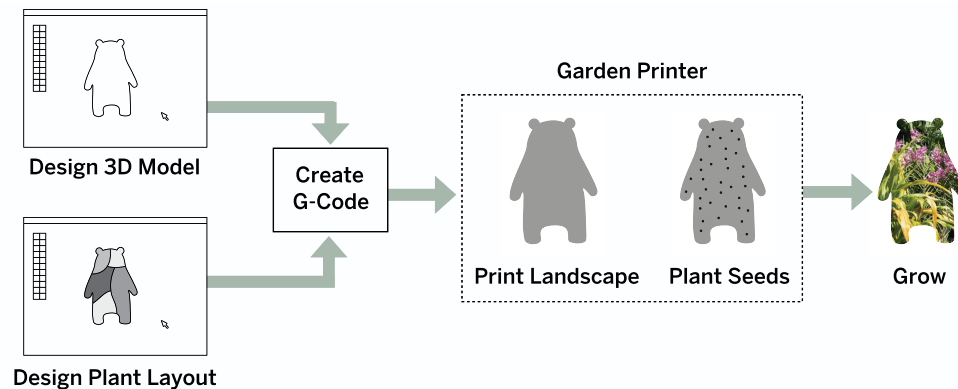 Design 3D Model
Design Plant Layout
Create
G-Code
Garden Printer
Print Landscape
Plant Seeds
Grow